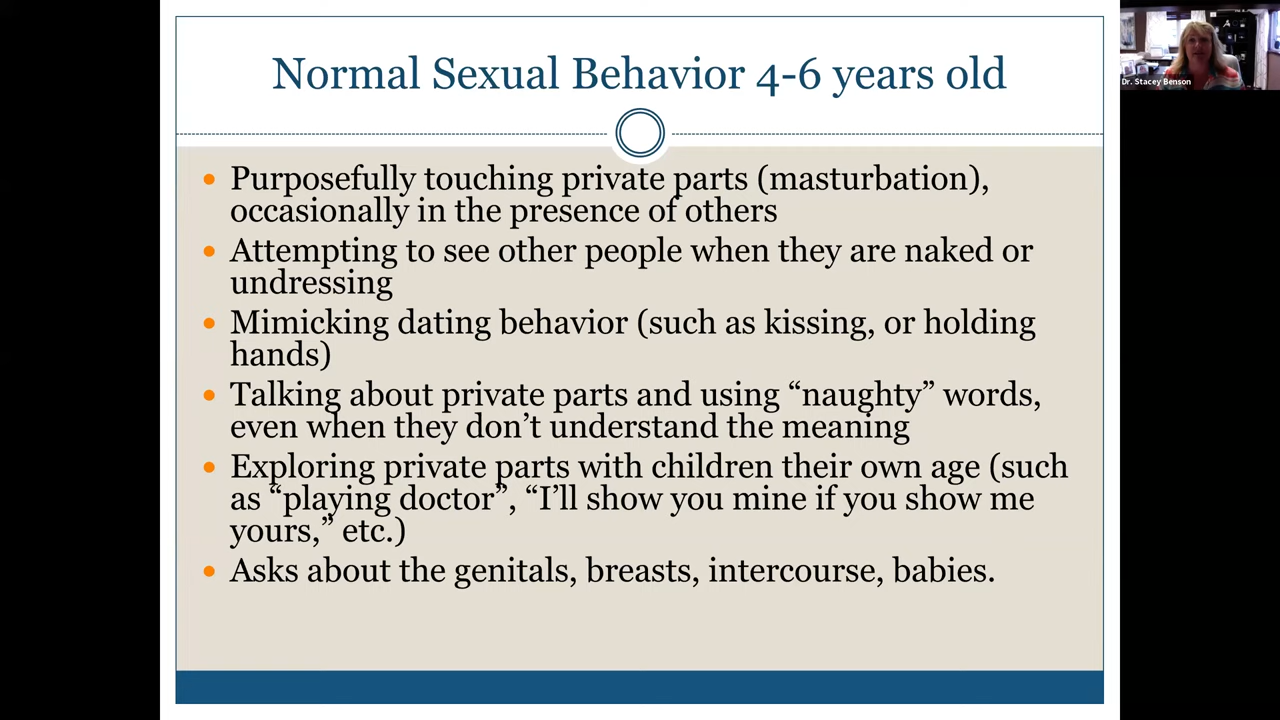 Normal Sexual Behavior 4-6 years old
Dr. Stacey Benson
• Purposefully touching private parts (masturbation),
occasionally in the presence of others
• Attempting to see other people when they are naked or
undressing
• Mimicking dating behavior (such as kissing, or holding
hands)
• Talking about private parts and using “naughty” words,
even when they don’t understand the meaning
• Exploring private parts with children their own age (such
as “playing doctor”, “I’ll show you mine if you show me
yours,” etc.)
• Asks about the genitals, breasts, intercourse, babies.